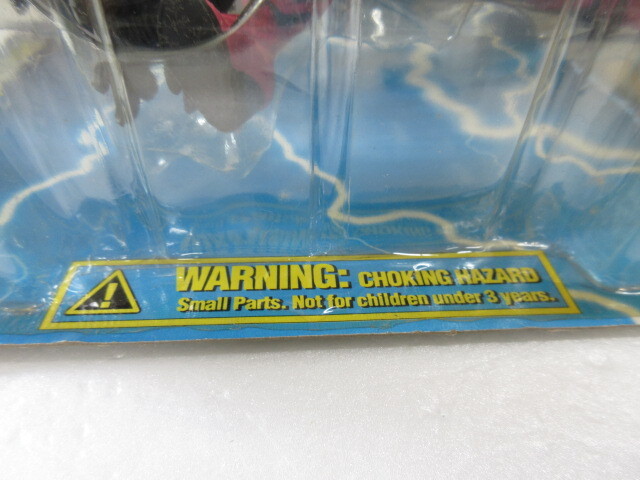 WARNING: CHOKING HAZARD
Small Parts. Not for children under 3 years.